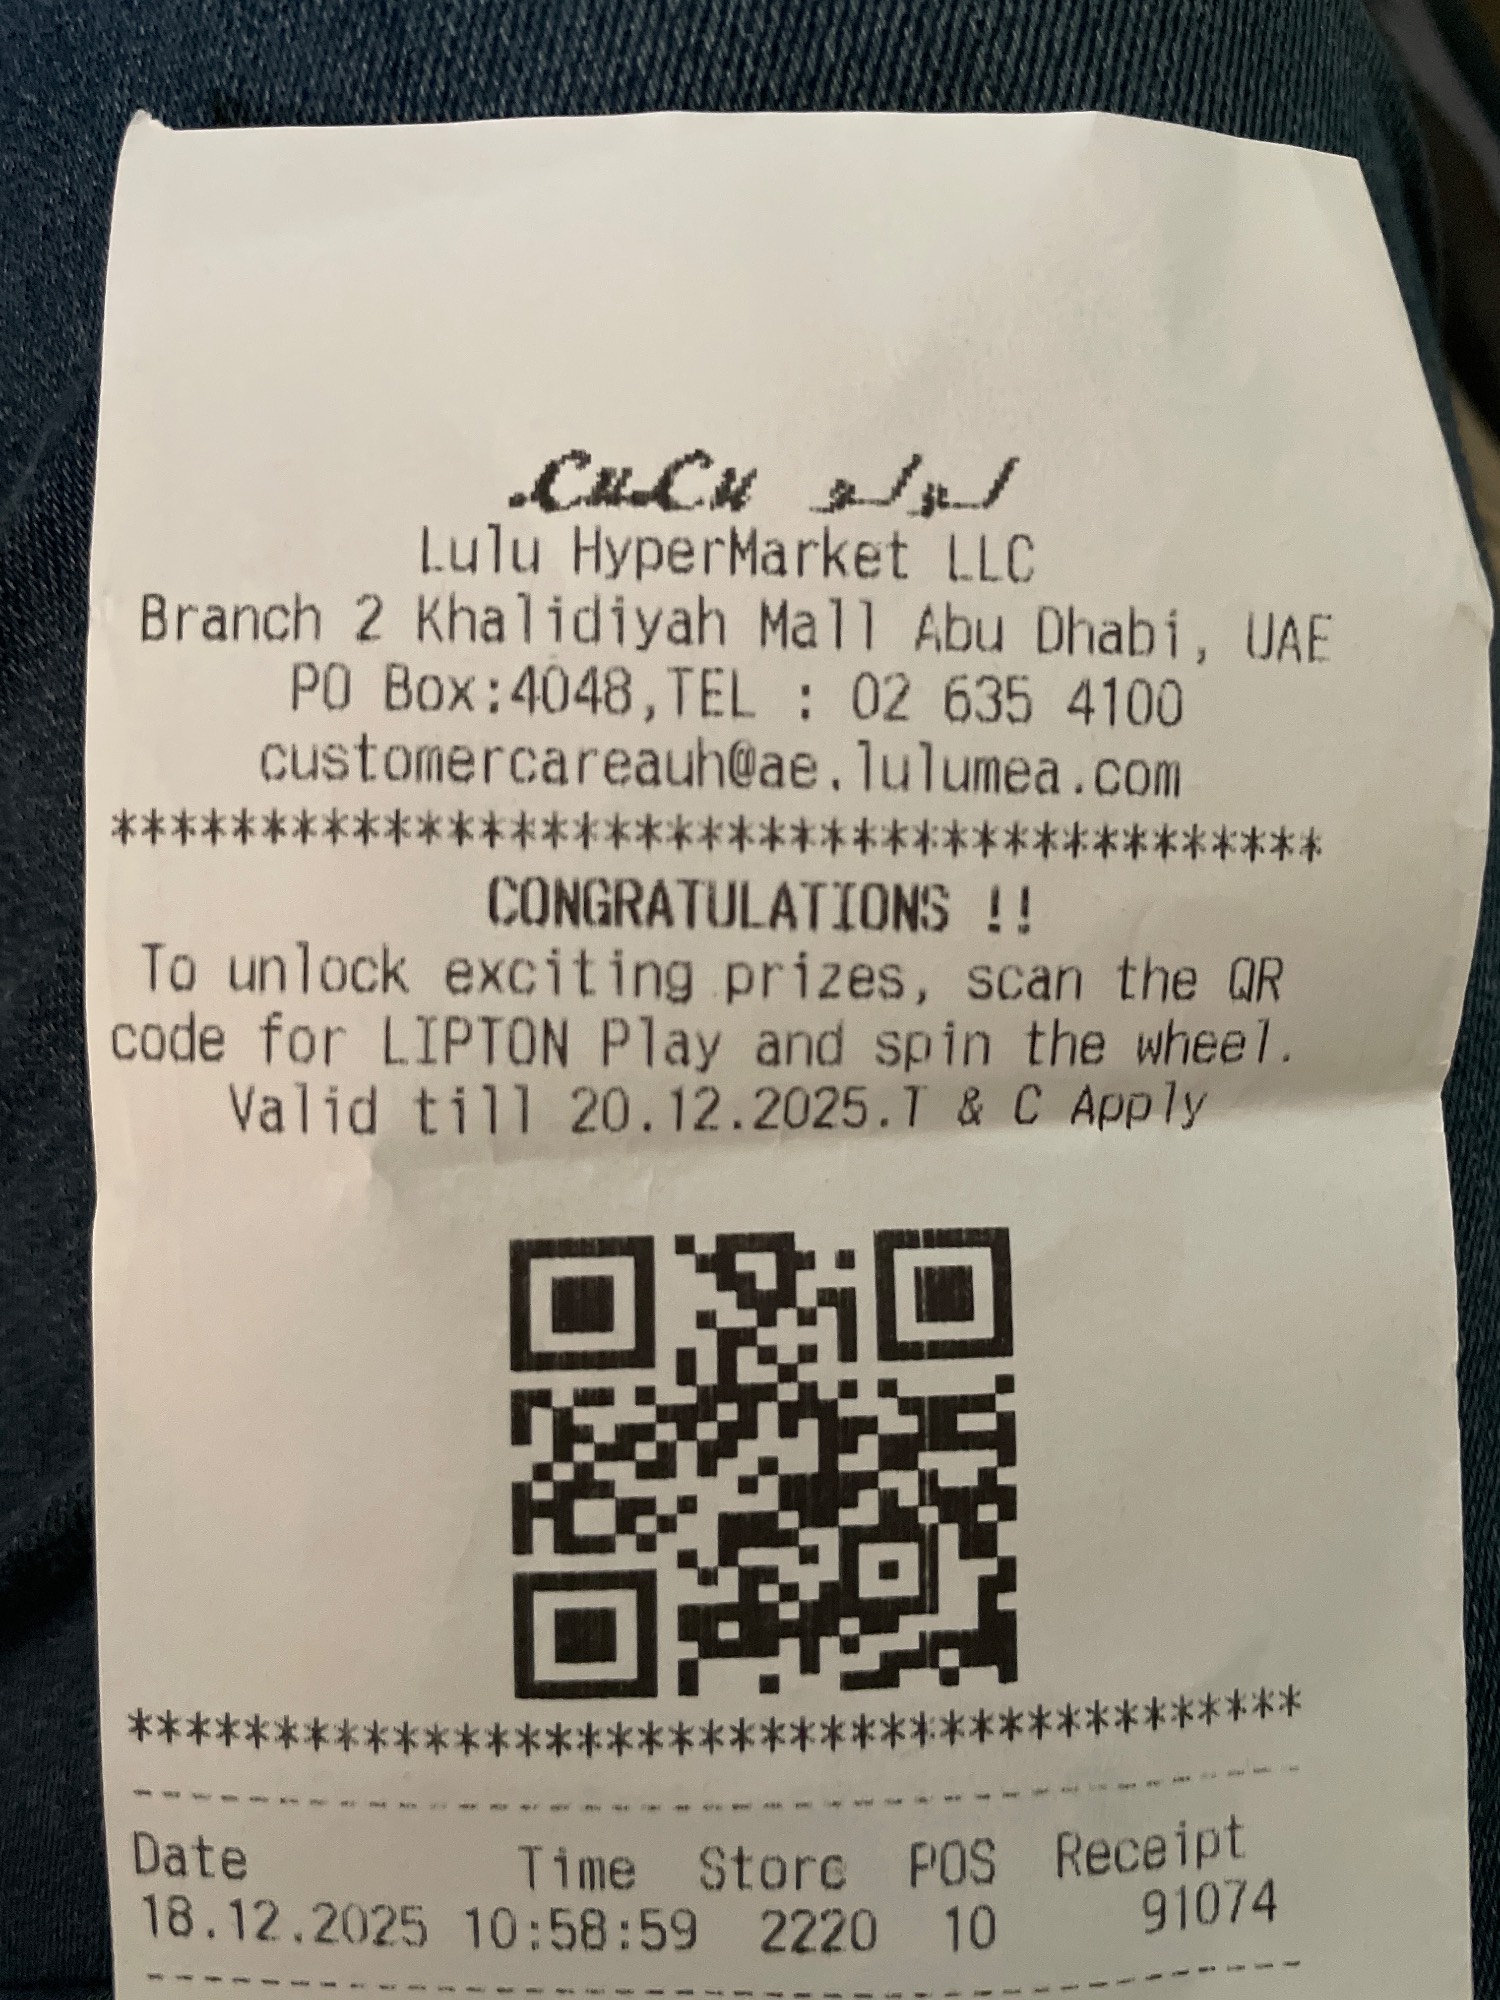 LuLu لولو
Lulu HyperMarket LLC
Branch 2 Khalidiyah Mall Abu Dhabi, UAE
PO Box:4048,TEL : 02 635 4100
customercareauh@ae.lulumea.com
****************************************
CONGRATULATIONS !!
To unlock exciting prizes, scan the QR
code for LIPTON Play and spin the wheel.
Valid till 20.12.2025.T & C Apply
****************************************
----------------------------------------
Date Time Store POS Receipt
18.12.2025 10:58:59 2220 10 91074
----------------------------------------